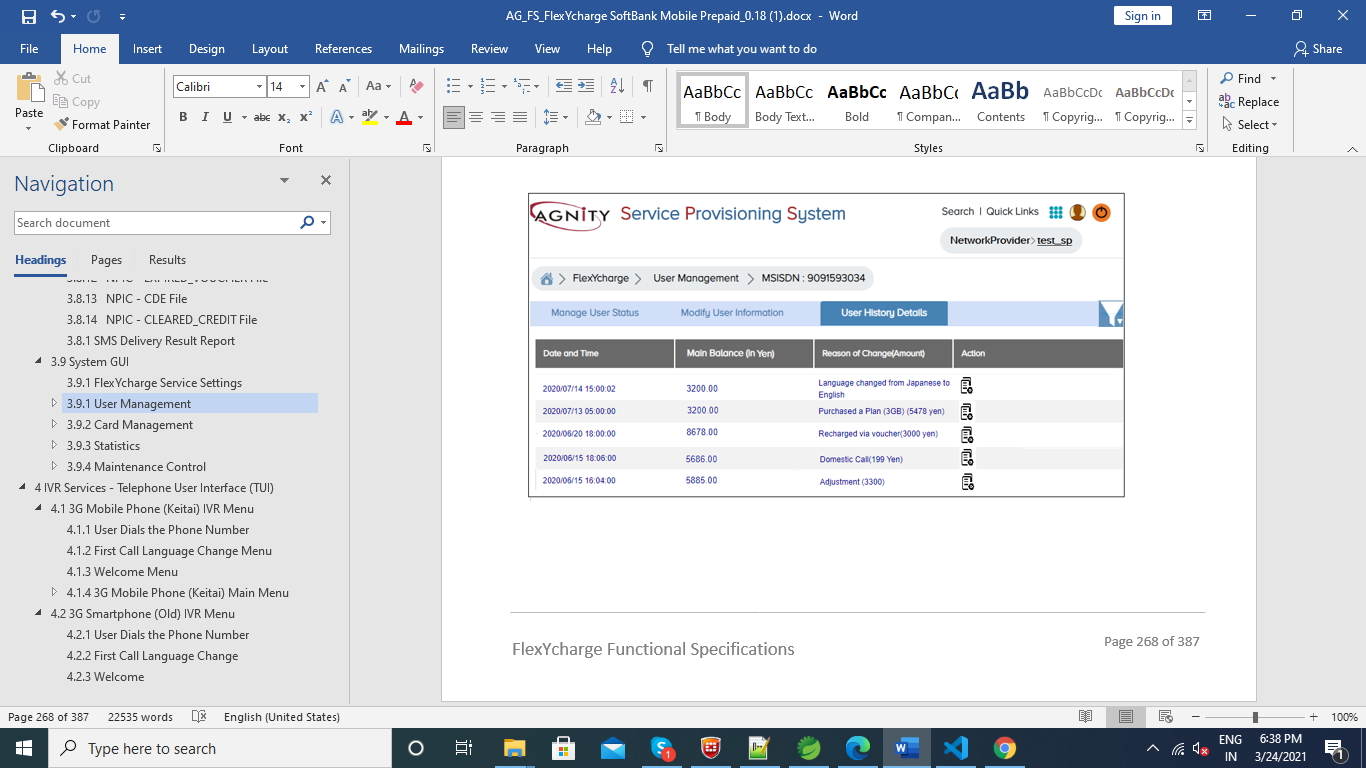 AG_FS_FlexYcharge SoftBank Mobile Prepaid_0.18 (1).docx - Word
Sign in
File Home Insert Design Layout References Mailings Review View Help Tell me what you want to do Share
Cut
Copy
Paste
Format Painter
Calibri 14
AaBbCc AaBbCc AaBbCc AaBbCc AaBb AaBbCcDc AaBbCcDc
¶ Body Body Text... Bold ¶ Compan... Contents ¶ Copyrig... ¶ Copyrig...
Find
Replace
Select
Clipboard Font Paragraph Styles Editing
Navigation
Search document
Headings Pages Results
3.8.12 NPIC - EXPIRED_VOUCHER File
3.8.13 NPIC - CDE File
3.8.14 NPIC - CLEARED_CREDIT File
3.8.1 SMS Delivery Result Report
3.9 System GUI
3.9.1 FlexYcharge Service Settings
3.9.1 User Management
3.9.2 Card Management
3.9.3 Statistics
3.9.4 Maintenance Control
4 IVR Services - Telephone User Interface (TUI)
4.1 3G Mobile Phone (Keitai) IVR Menu
4.1.1 User Dials the Phone Number
4.1.2 First Call Language Change Menu
4.1.3 Welcome Menu
4.1.4 3G Mobile Phone (Keitai) Main Menu
4.2 3G Smartphone (Old) IVR Menu
4.2.1 User Dials the Phone Number
4.2.2 First Call Language Change
4.2.3 Welcome
AGNITY Service Provisioning System
Search | Quick Links
NetworkProvider>test_sp
FlexYcharge > User Management > MSISDN : 9091593034
Manage User Status Modify User Information User History Details
Date and Time Main Balance (In Yen) Reason of Change(Amount) Action
2020/07/14 15:00:02 3200.00 Language changed from Japanese to
English
2020/07/13 05:00:00 3200.00 Purchased a Plan (3GB) (5478 yen)
2020/06/20 18:00:00 8678.00 Recharged via voucher(3000 yen)
2020/06/15 18:06:00 5686.00 Domestic Call(199 Yen)
2020/06/15 16:04:00 5885.00 Adjustment (3300)
FlexYcharge Functional Specifications
Page 268 of 387
Page 268 of 387 22535 words English (United States) 100%
Type here to search
ENG
IN
6:38 PM
3/24/2021